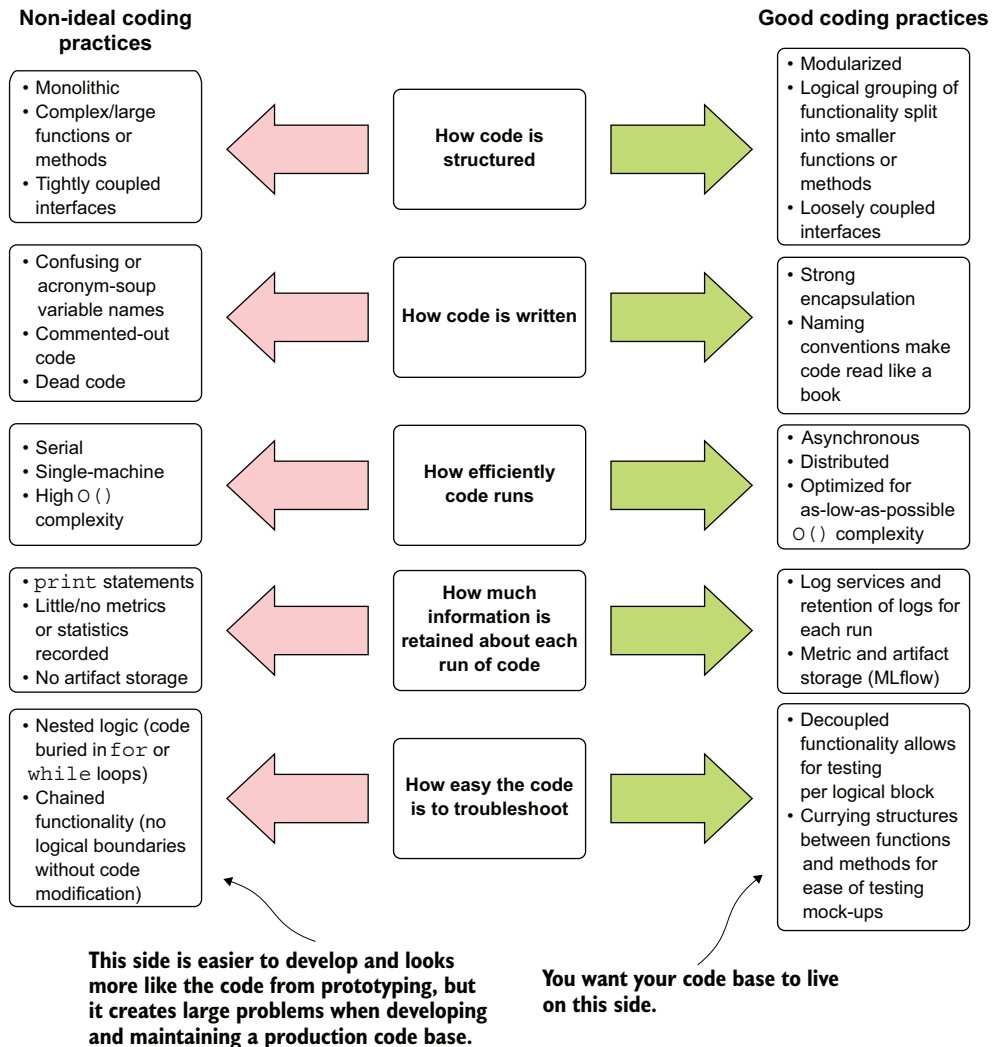 Non-ideal coding
practices
Good coding practices
• Monolithic
• Complex/large
functions or
methods
• Tightly coupled
interfaces
How code is
structured
• Modularized
• Logical grouping of
functionality split
into smaller
functions or
methods
• Loosely coupled
interfaces
• Confusing or
acronym-soup
variable names
• Commented-out
code
• Dead code
How code is written
• Strong
encapsulation
• Naming
conventions make
code read like a
book
• Serial
• Single-machine
• High O()
complexity
How efficiently
code runs
• Asynchronous
• Distributed
• Optimized for
as-low-as-possible
O() complexity
• print statements
• Little/no metrics
or statistics
recorded
• No artifact storage
How much
information is
retained about each
run of code
• Log services and
retention of logs for
each run
• Metric and artifact
storage (MLflow)
• Nested logic (code
buried in for or
while loops)
• Chained
functionality (no
logical boundaries
without code
modification)
How easy the code
is to troubleshoot
• Decoupled
functionality allows
for testing
per logical block
• Currying structures
between functions
and methods for
ease of testing
mock-ups
This side is easier to develop and looks
more like the code from prototyping, but
it creates large problems when developing
and maintaining a production code base.
You want your code base to live
on this side.